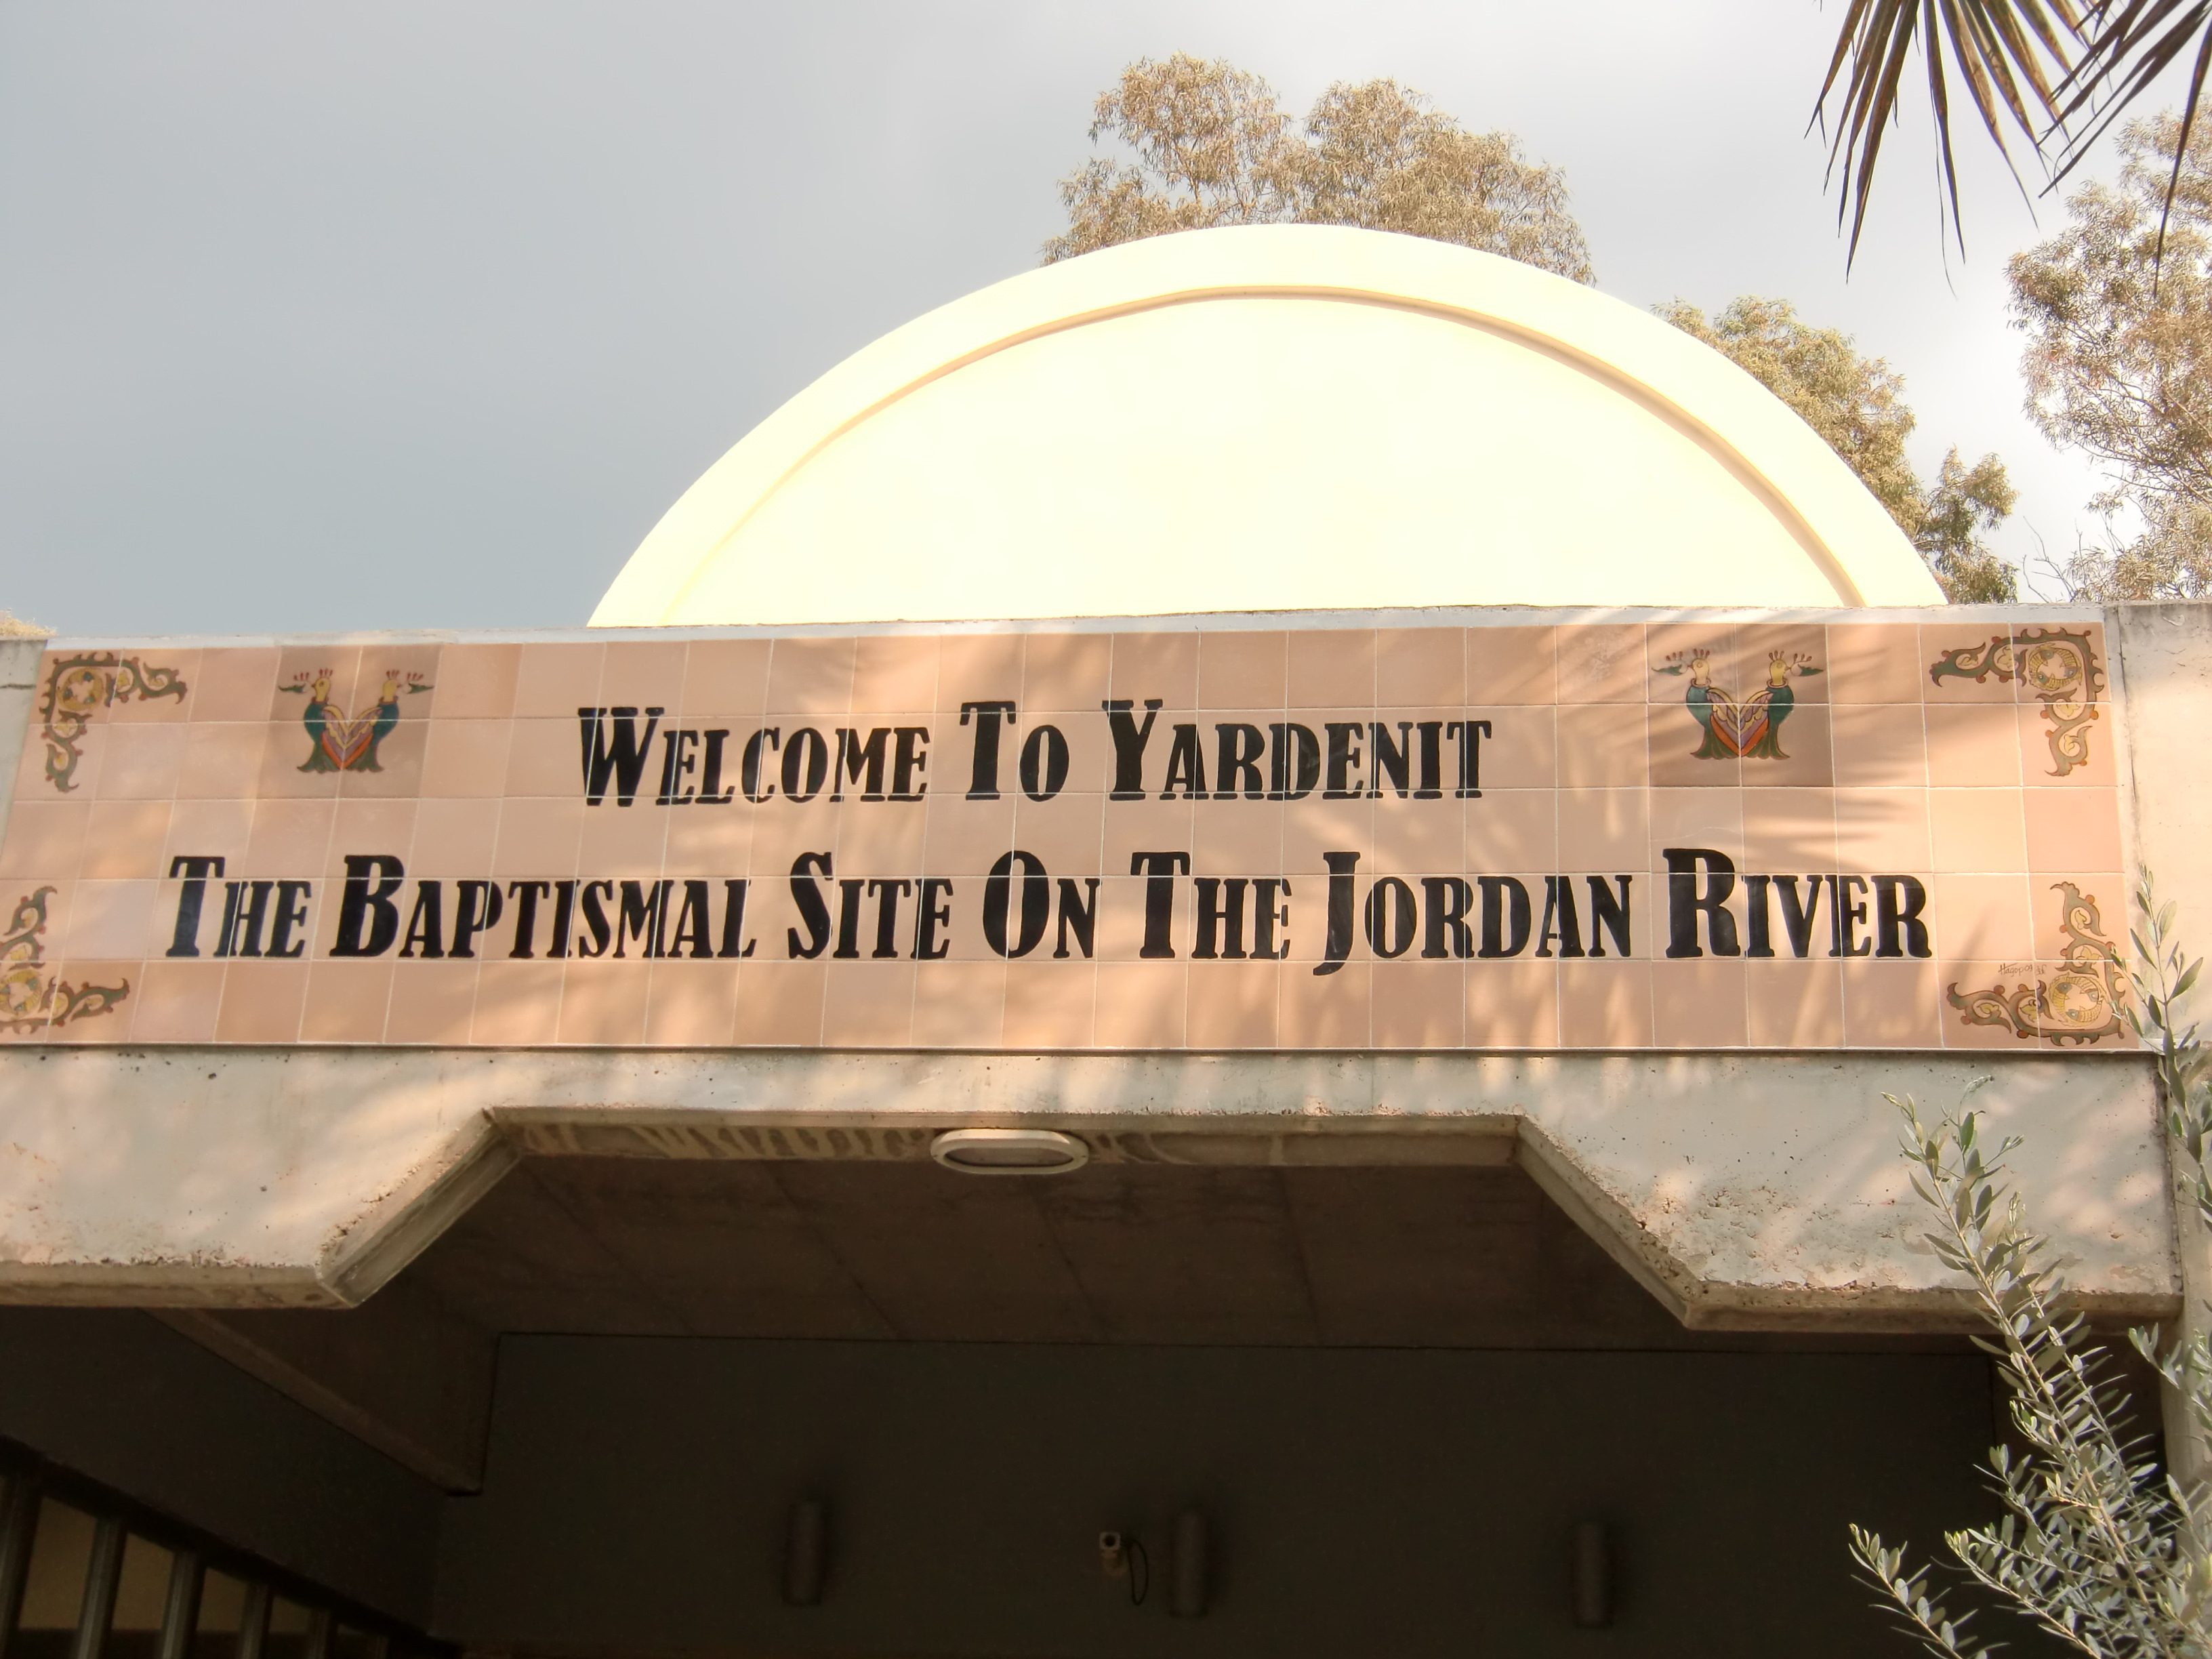 Welcome To Yardenit
The Baptismal Site On The Jordan River